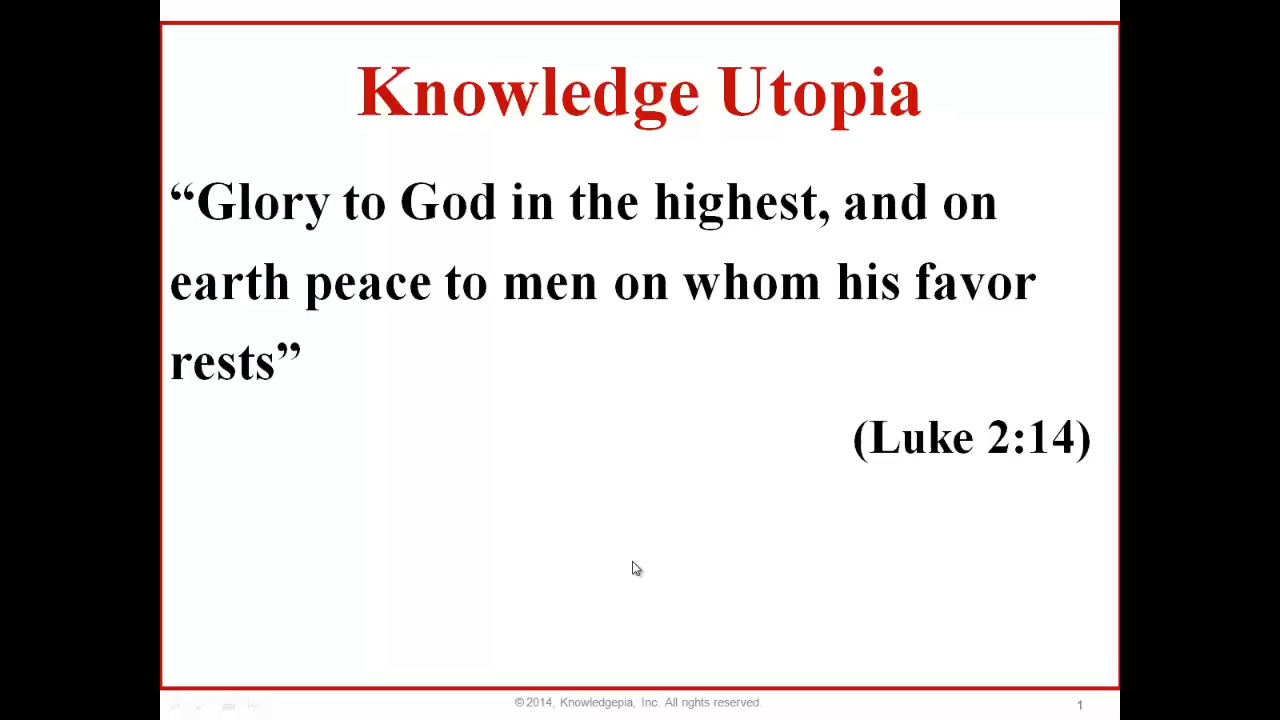 Knowledge Utopia
“Glory to God in the highest, and on
earth peace to men on whom his favor
rests”
(Luke 2:14)
© 2014, Knowledgepia, Inc. All rights reserved.
1